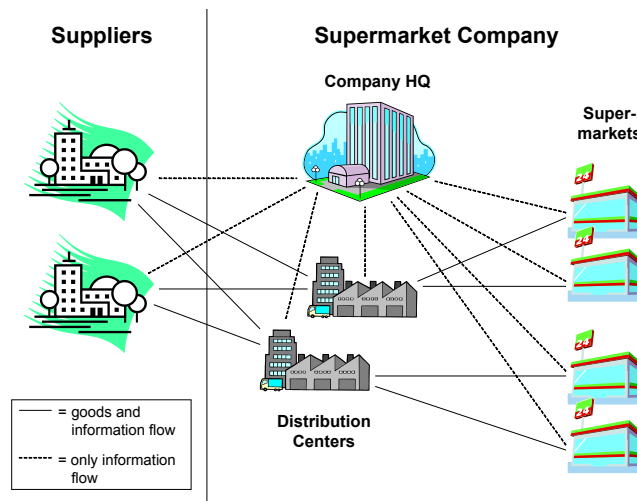 Suppliers
Supermarket Company
Company HQ
Super-
markets
24
24
24
24
Distribution
Centers
= goods and
information flow
= only information
flow